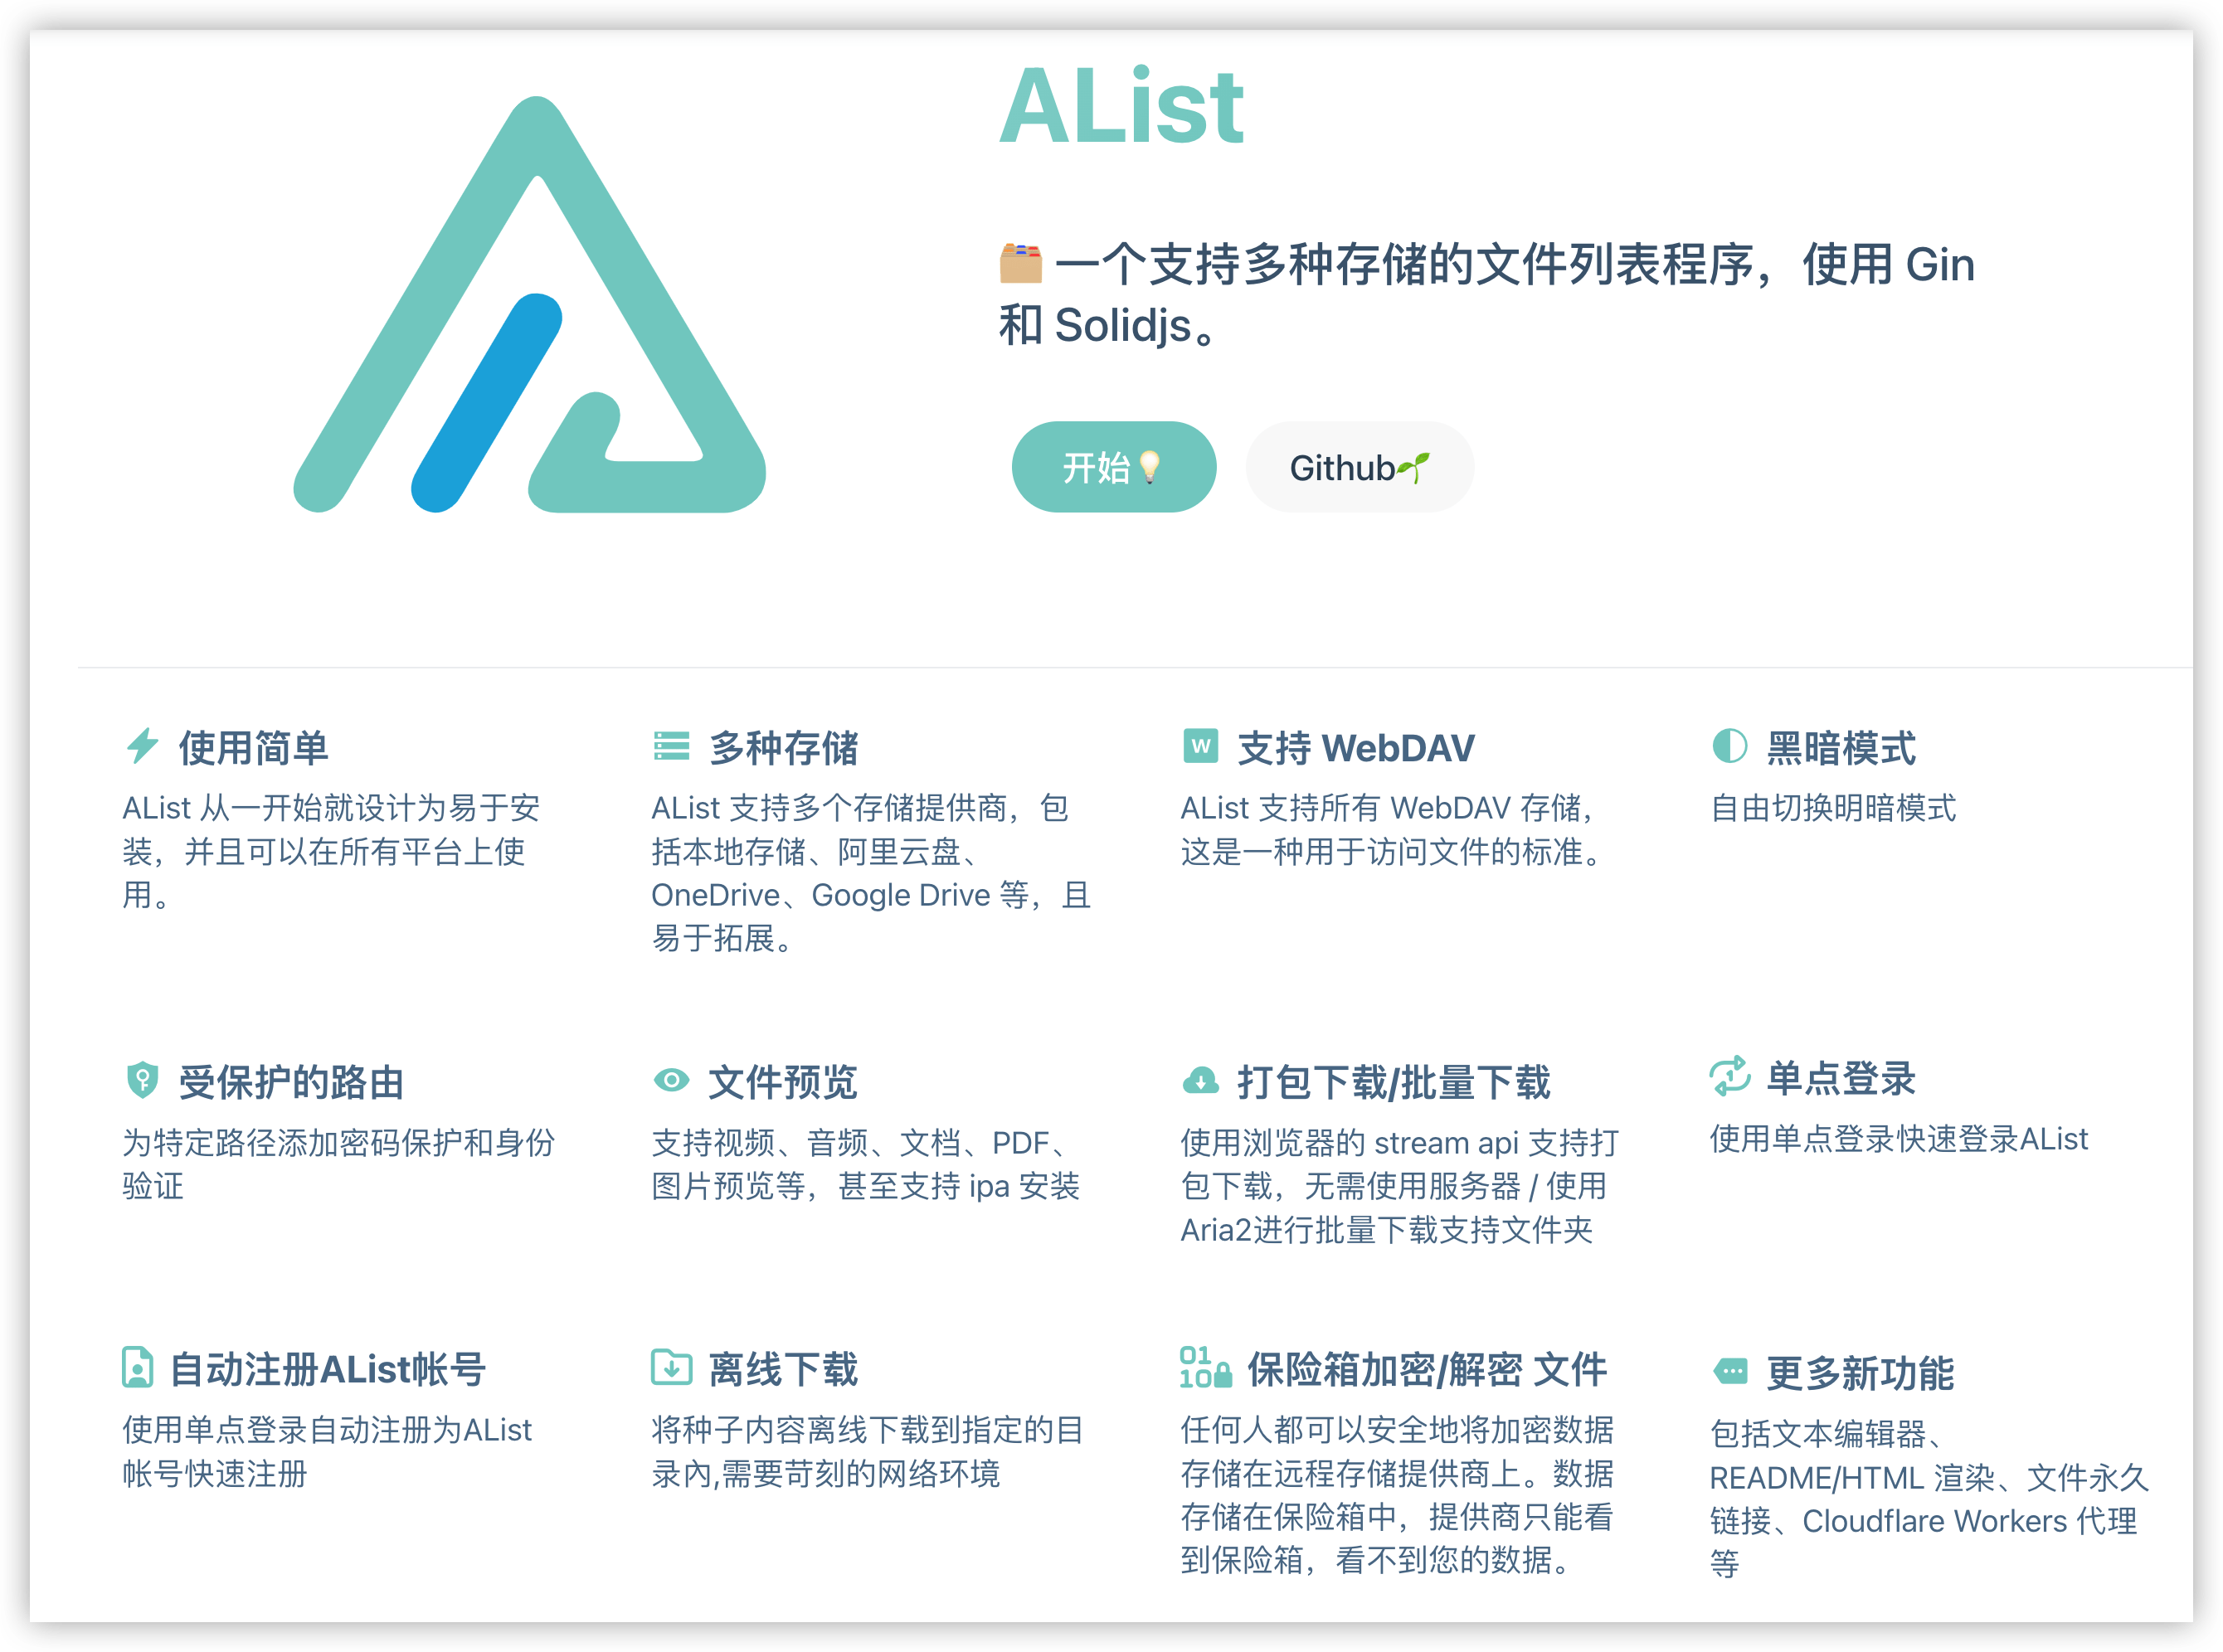 AList
一个支持多种存储的文件列表程序，使用 Gin
和 Solidjs。
开始
Github
使用简单
AList 从一开始就设计为易于安
装，并且可以在所有平台上使
用。
多种存储
AList 支持多个存储提供商，包
括本地存储、阿里云盘、
OneDrive、Google Drive 等，且
易于拓展。
W
支持 WebDAV
AList 支持所有 WebDAV 存储，
这是一种用于访问文件的标准。
黑暗模式
自由切换明暗模式
受保护的路由
为特定路径添加密码保护和身份
验证
文件预览
支持视频、音频、文档、PDF、
图片预览等，甚至支持 ipa 安装
打包下载/批量下载
使用浏览器的 stream api 支持打
包下载，无需使用服务器 / 使用
Aria2进行批量下载支持文件夹
1
单点登录
使用单点登录快速登录AList
自动注册AList帐号
使用单点登录自动注册为AList
帐号快速注册
离线下载
将种子内容离线下载到指定的目
录內,需要苛刻的网络环境
01
10
保险箱加密/解密 文件
任何人都可以安全地将加密数据
存储在远程存储提供商上。数据
存储在保险箱中，提供商只能看
到保险箱，看不到您的数据。
更多新功能
包括文本编辑器、
README/HTML 渲染、文件永久
链接、Cloudflare Workers 代理
等